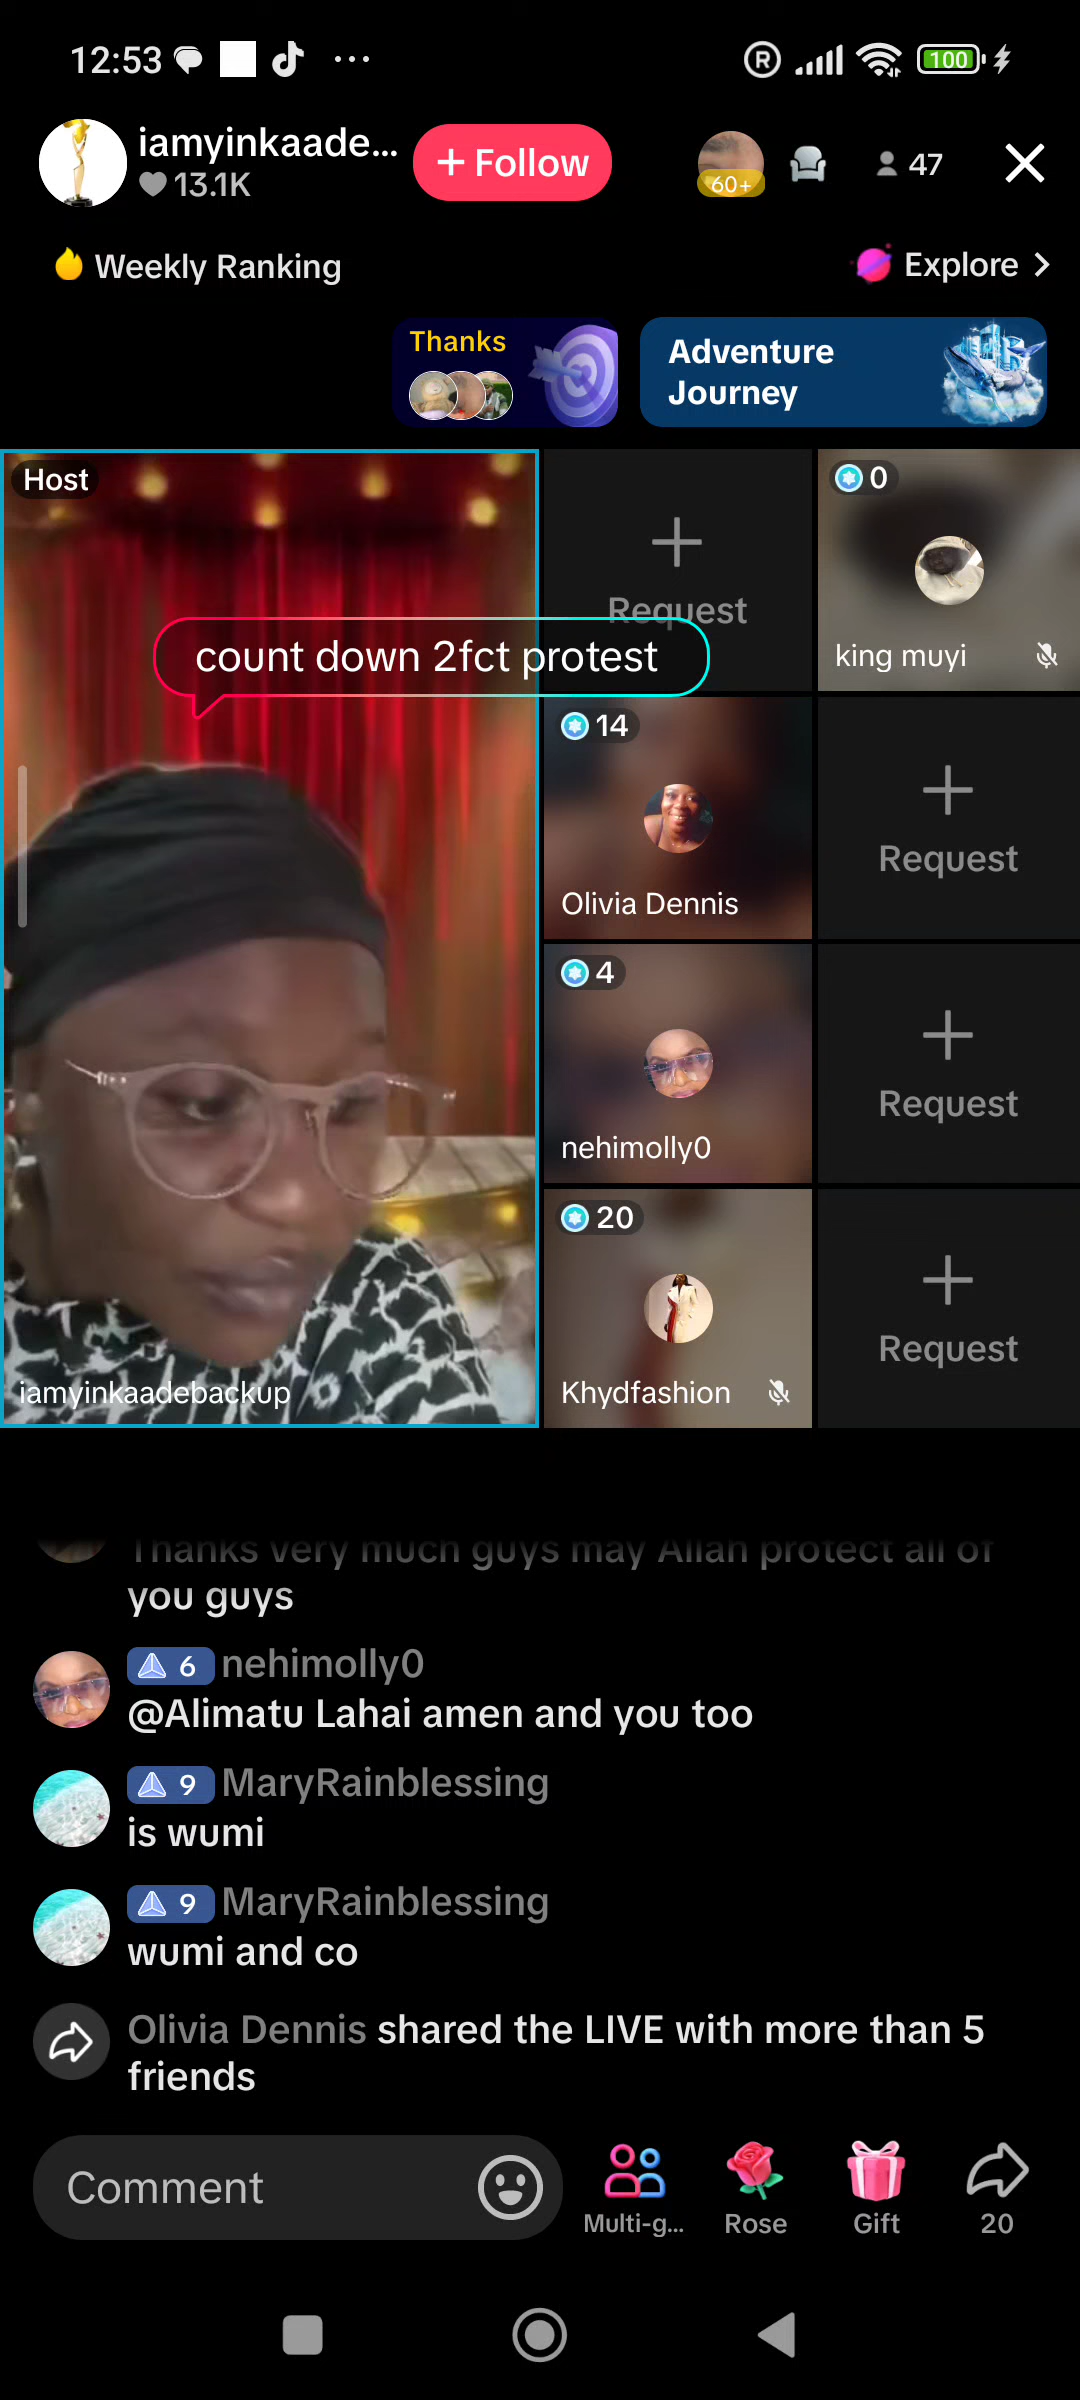 12:53
R
100
iamyinkaade...
13.1K
+ Follow
60+
47
Weekly Ranking
Explore
Thanks
Adventure
Journey
Host
Request
0
count down 2fct protest
king muyi
14
Olivia Dennis
Request
4
nehimolly0
Request
20
iamyinkaadebackup
Khydfashion
Request
Thanks very much guys may Allah protect all of
you guys
6 nehimolly0
@Alimatu Lahai amen and you too
9 MaryRainblessing
is wumi
9 MaryRainblessing
wumi and co
Olivia Dennis shared the LIVE with more than 5
friends
Comment
Multi-g...
Rose
Gift
20